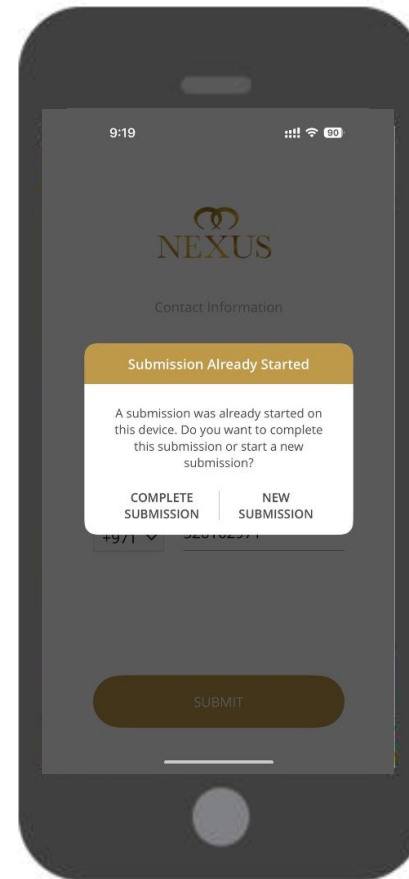 9:19
90
NEXUS
Contact Information
Submission Already Started
A submission was already started on
this device. Do you want to complete
this submission or start a new
submission?
COMPLETE
SUBMISSION
NEW
SUBMISSION
+971
SUBMIT